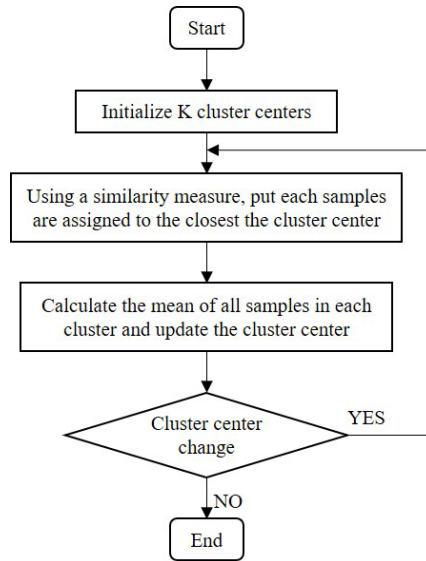 Start
Initialize K cluster centers
Using a similarity measure, put each samples
are assigned to the closest the cluster center
Calculate the mean of all samples in each
cluster and update the cluster center
Cluster center
change
YES
NO
End